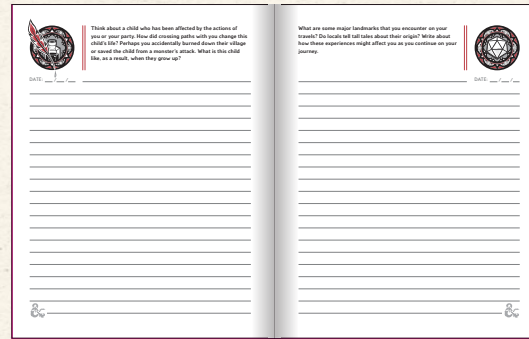 Think about a child who has been affected by the actions of
you or your party. How did crossing paths with you change this
child's life? Perhaps you accidentally burned down their village
or saved the child from a monster's attack. What is this child
like, as a result, when they grow up?
DATE: __ / __ / __
What are some major landmarks that you encounter on your
travels? Do locals tell tall tales about their origin? Write about
how these experiences might affect you as you continue on your
journey.
DATE: __ / __ / __